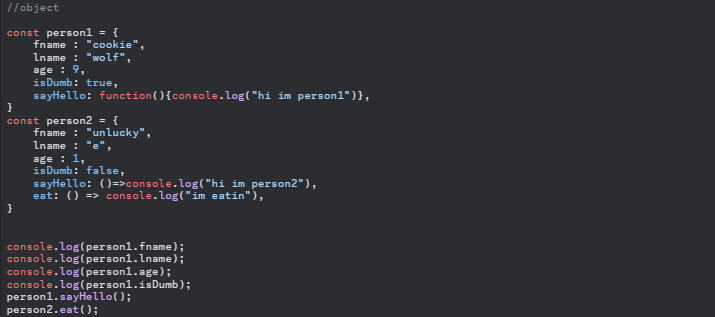 //object
const person1 = {
    fname : "cookie",
    lname : "wolf",
    age : 9,
    isDumb: true,
    sayHello: function(){console.log("hi im person1")},
}
const person2 = {
    fname : "unlucky",
    lname : "e",
    age : 1,
    isDumb: false,
    sayHello: ()=>console.log("hi im person2"),
    eat: () => console.log("im eatin"),
}
console.log(person1.fname);
console.log(person1.lname);
console.log(person1.age);
console.log(person1.isDumb);
person1.sayHello();
person2.eat();